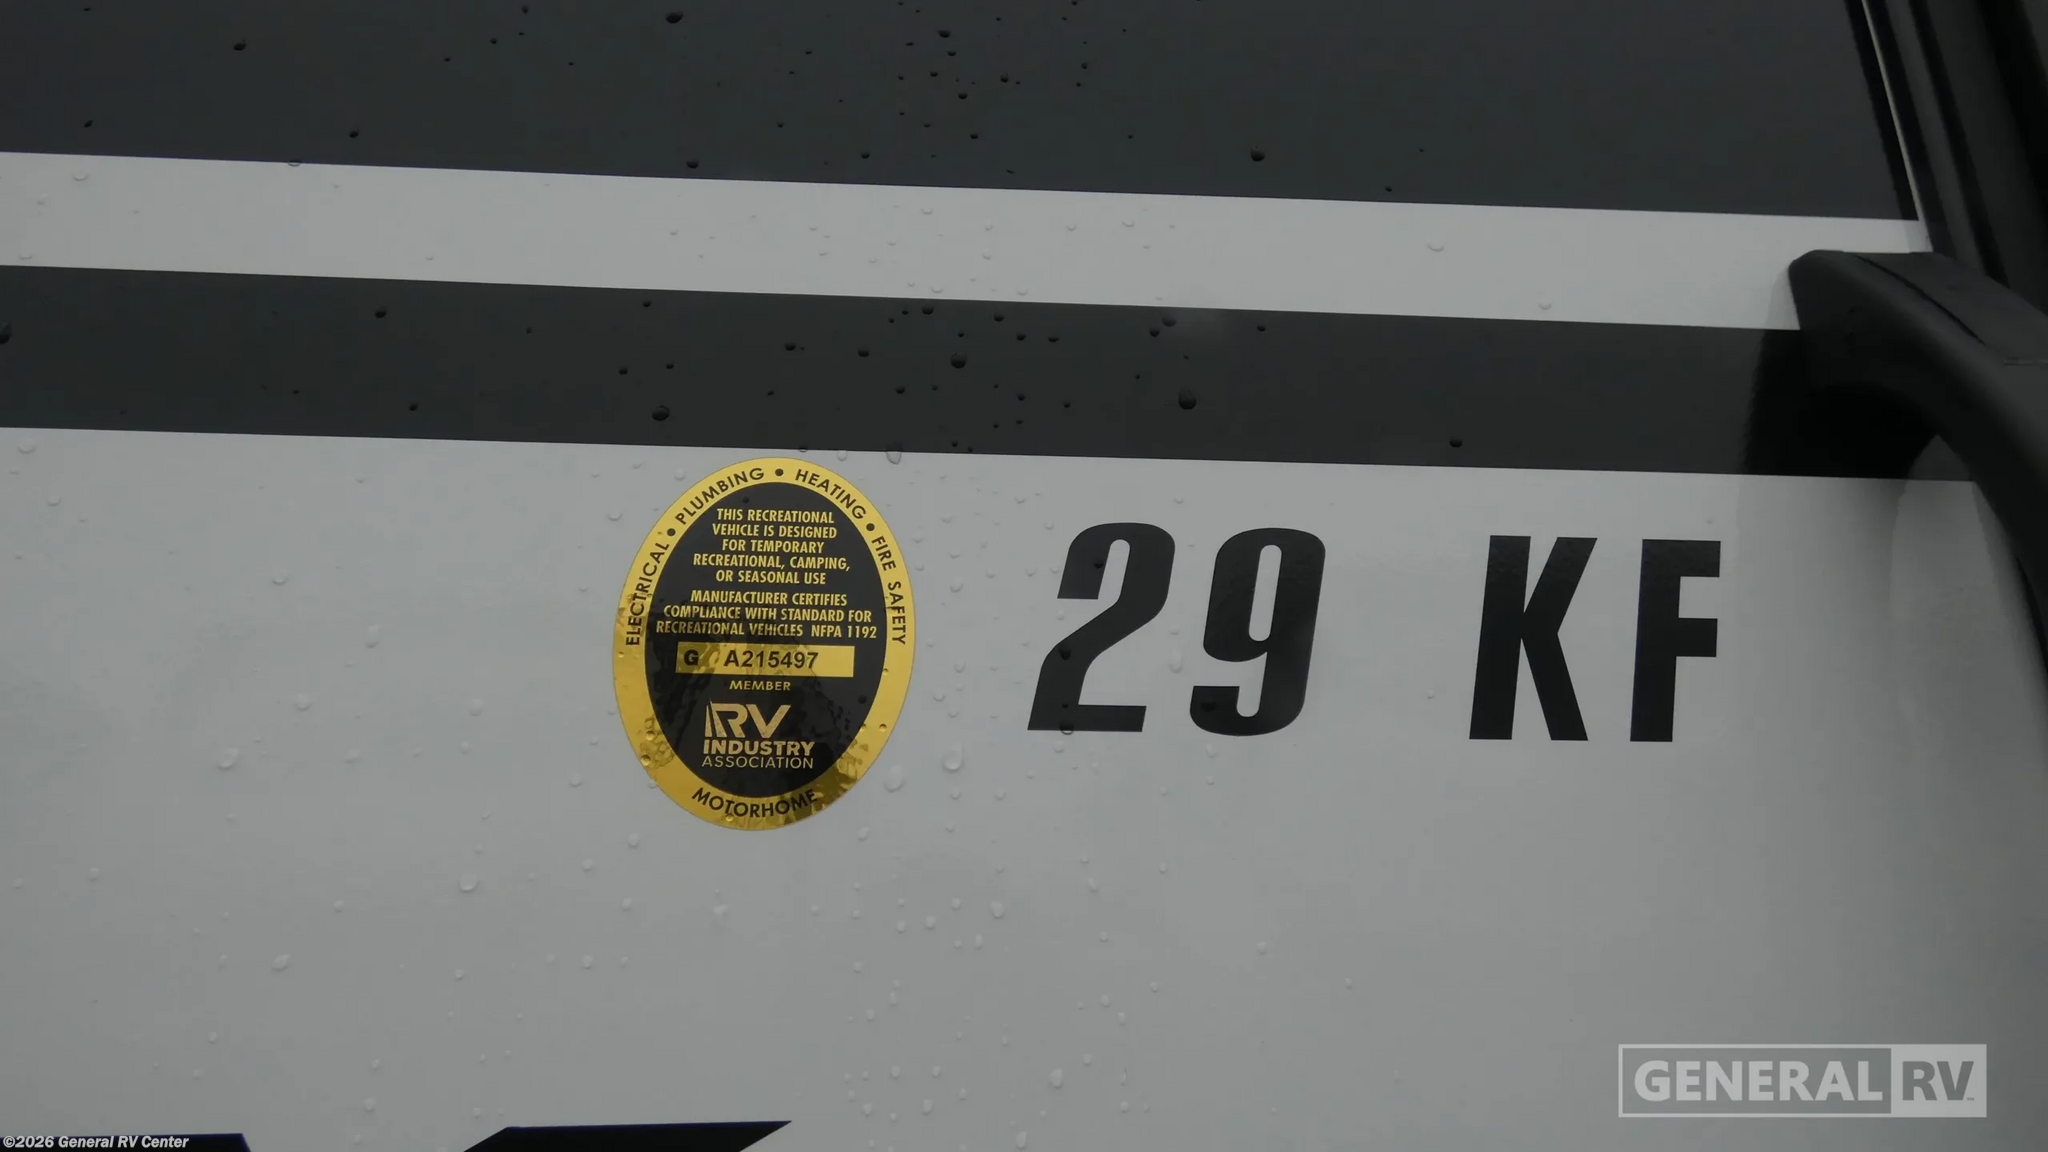 ELECTRICAL • PLUMBING • HEATING • FIRE SAFETY
THIS RECREATIONAL
VEHICLE IS DESIGNED
FOR TEMPORARY
RECREATIONAL, CAMPING,
OR SEASONAL USE
MANUFACTURER CERTIFIES
COMPLIANCE WITH STANDARD FOR
RECREATIONAL VEHICLES NFPA 1192
G A215497
MEMBER
RV
INDUSTRY
ASSOCIATION
MOTORHOME
29 KF
GENERAL RV
©2026 General RV Center